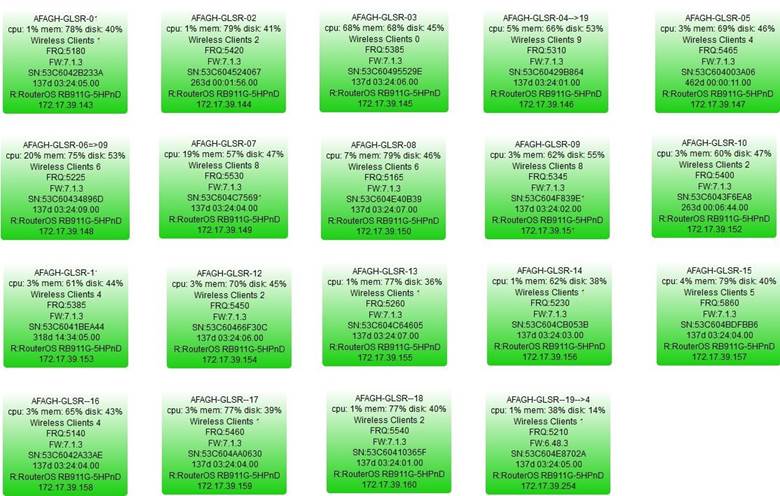 AFAGH-GLSR-0'
cpu: 1% mem: 78% disk: 40%
Wireless Clients '
FRQ:5180
FW:7.1.3
SN:53C6042B233A
137d 03:24:05.00
R:RouterOS RB911G-5HPnD
172.17.39.143
AFAGH-GLSR-02
cpu: 1% mem: 79% disk: 41%
Wireless Clients 2
FRQ:5420
FW:7.1.3
SN:53C604524067
263d 00:01:56.00
R:RouterOS RB911G-5HPnD
172.17.39.144
AFAGH-GLSR-03
cpu: 68% mem: 68% disk: 45%
Wireless Clients 0
FRQ:5385
FW:7.1.3
SN:53C60495529E
137d 03:24:06.00
R:RouterOS RB911G-5HPnD
172.17.39.145
AFAGH-GLSR-04-->19
cpu: 5% mem: 66% disk: 53%
Wireless Clients 9
FRQ:5310
FW:7.1.3
SN:53C60429B864
137d 03:24:01.00
R:RouterOS RB911G-5HPnD
172.17.39.146
AFAGH-GLSR-05
cpu: 3% mem: 69% disk: 46%
Wireless Clients 4
FRQ:5465
FW:7.1.3
SN:53C604003A06
462d 00:00:11.00
R:RouterOS RB911G-5HPnD
172.17.39.147
AFAGH-GLSR-06=>09
cpu: 20% mem: 75% disk: 53%
Wireless Clients 6
FRQ:5225
FW:7.1.3
SN:53C60434896D
137d 03:24:09.00
R:RouterOS RB911G-5HPnD
172.17.39.148
AFAGH-GLSR-07
cpu: 19% mem: 57% disk: 47%
Wireless Clients 8
FRQ:5530
FW:7.1.3
SN:53C604C7569'
137d 03:24:04.00
R:RouterOS RB911G-5HPnD
172.17.39.149
AFAGH-GLSR-08
cpu: 7% mem: 79% disk: 46%
Wireless Clients 6
FRQ:5165
FW:7.1.3
SN:53C604E40B39
137d 03:24:07.00
R:RouterOS RB911G-5HPnD
172.17.39.150
AFAGH-GLSR-09
cpu: 3% mem: 62% disk: 55%
Wireless Clients 8
FRQ:5345
FW:7.1.3
SN:53C604F839E'
137d 03:24:02.00
R:RouterOS RB911G-5HPnD
172.17.39.15'
AFAGH-GLSR-10
cpu: 3% mem: 60% disk: 47%
Wireless Clients 2
FRQ:5400
FW:7.1.3
SN:53C6043F6EA8
263d 00:06:44.00
R:RouterOS RB911G-5HPnD
172.17.39.152
AFAGH-GLSR-1'
cpu: 3% mem: 61% disk: 44%
Wireless Clients 4
FRQ:5385
FW:7.1.3
SN:53C6041BEA44
318d 14:34:05.00
R:RouterOS RB911G-5HPnD
172.17.39.153
AFAGH-GLSR-12
cpu: 3% mem: 70% disk: 45%
Wireless Clients 2
FRQ:5450
FW:7.1.3
SN:53C60466F30C
137d 03:24:06.00
R:RouterOS RB911G-5HPnD
172.17.39.154
AFAGH-GLSR-13
cpu: 1% mem: 77% disk: 36%
Wireless Clients '
FRQ:5260
FW:7.1.3
SN:53C604C64605
137d 03:24:07.00
R:RouterOS RB911G-5HPnD
172.17.39.155
AFAGH-GLSR-14
cpu: 1% mem: 62% disk: 38%
Wireless Clients '
FRQ:5230
FW:7.1.3
SN:53C604CB053B
137d 03:24:03.00
R:RouterOS RB911G-5HPnD
172.17.39.156
AFAGH-GLSR-15
cpu: 4% mem: 79% disk: 40%
Wireless Clients 5
FRQ:5860
FW:7.1.3
SN:53C604BDFBB6
137d 03:24:04.00
R:RouterOS RB911G-5HPnD
172.17.39.157
AFAGH-GLSR--16
cpu: 3% mem: 65% disk: 43%
Wireless Clients 4
FRQ:5140
FW:7.1.3
SN:53C6042A33AE
137d 03:24:04.00
R:RouterOS RB911G-5HPnD
172.17.39.158
AFAGH-GLSR--17
cpu: 3% mem: 77% disk: 39%
Wireless Clients '
FRQ:5460
FW:7.1.3
SN:53C604AA0630
137d 03:24:04.00
R:RouterOS RB911G-5HPnD
172.17.39.159
AFAGH-GLSR--18
cpu: 1% mem: 77% disk: 40%
Wireless Clients 2
FRQ:5540
FW:7.1.3
SN:53C60410365F
137d 03:24:01.00
R:RouterOS RB911G-5HPnD
172.17.39.160
AFAGH-GLSR--19-->4
cpu: 1% mem: 38% disk: 14%
Wireless Clients '
FRQ:5210
FW:6.48.3
SN:53C604E8702A
137d 03:24:05.00
R:RouterOS RB911G-5HPnD
172.17.39.254